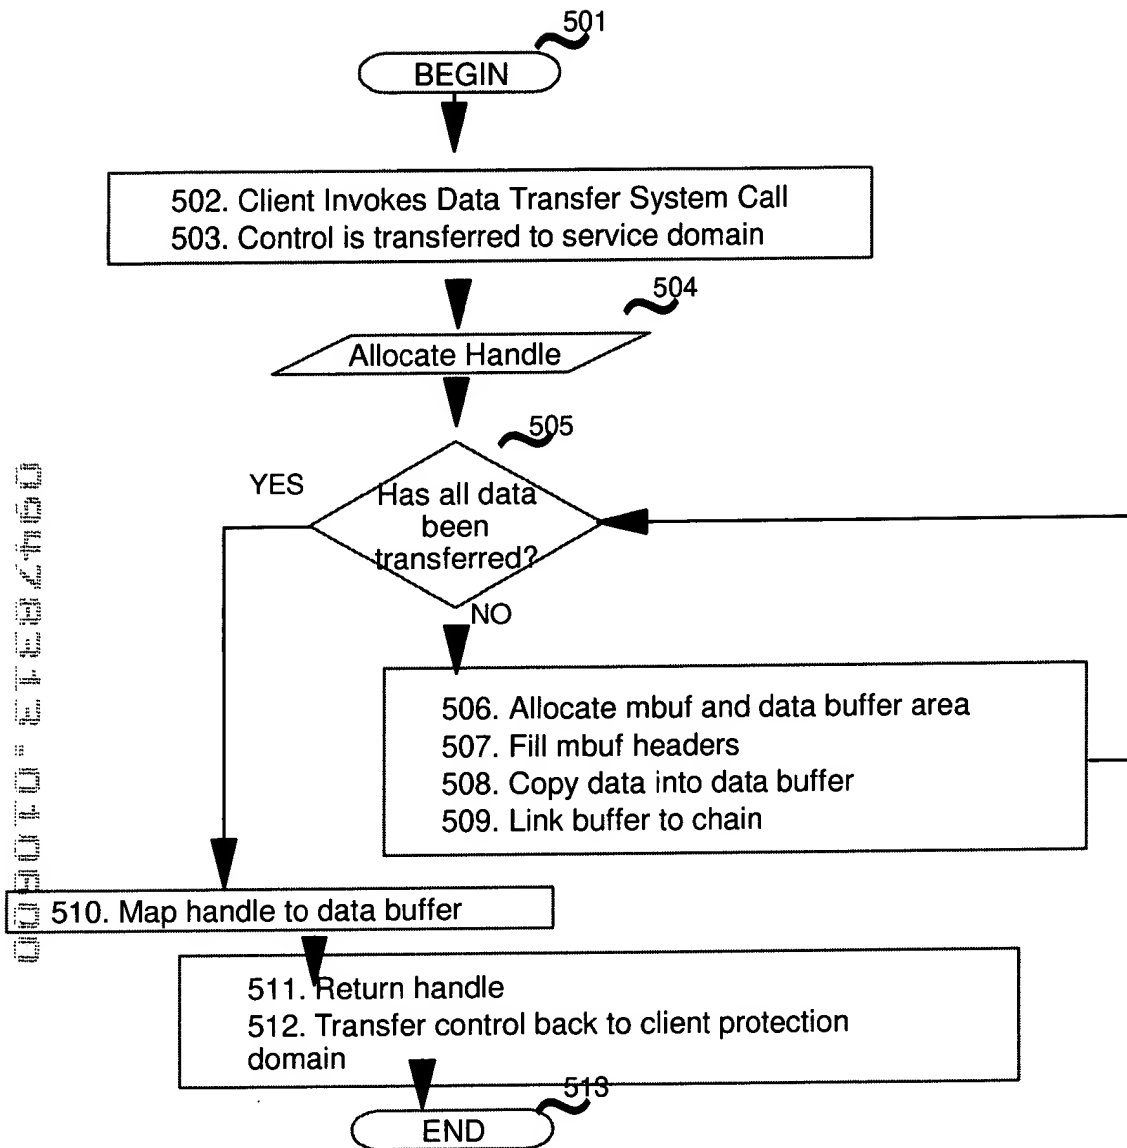 501
BEGIN
502. Client Invokes Data Transfer System Call
503. Control is transferred to service domain
504
Allocate Handle
505
YES
Has all data
been
transferred?
NO
506. Allocate mbuf and data buffer area
507. Fill mbuf headers
508. Copy data into data buffer
509. Link buffer to chain
510. Map handle to data buffer
511. Return handle
512. Transfer control back to client protection
domain
513
END